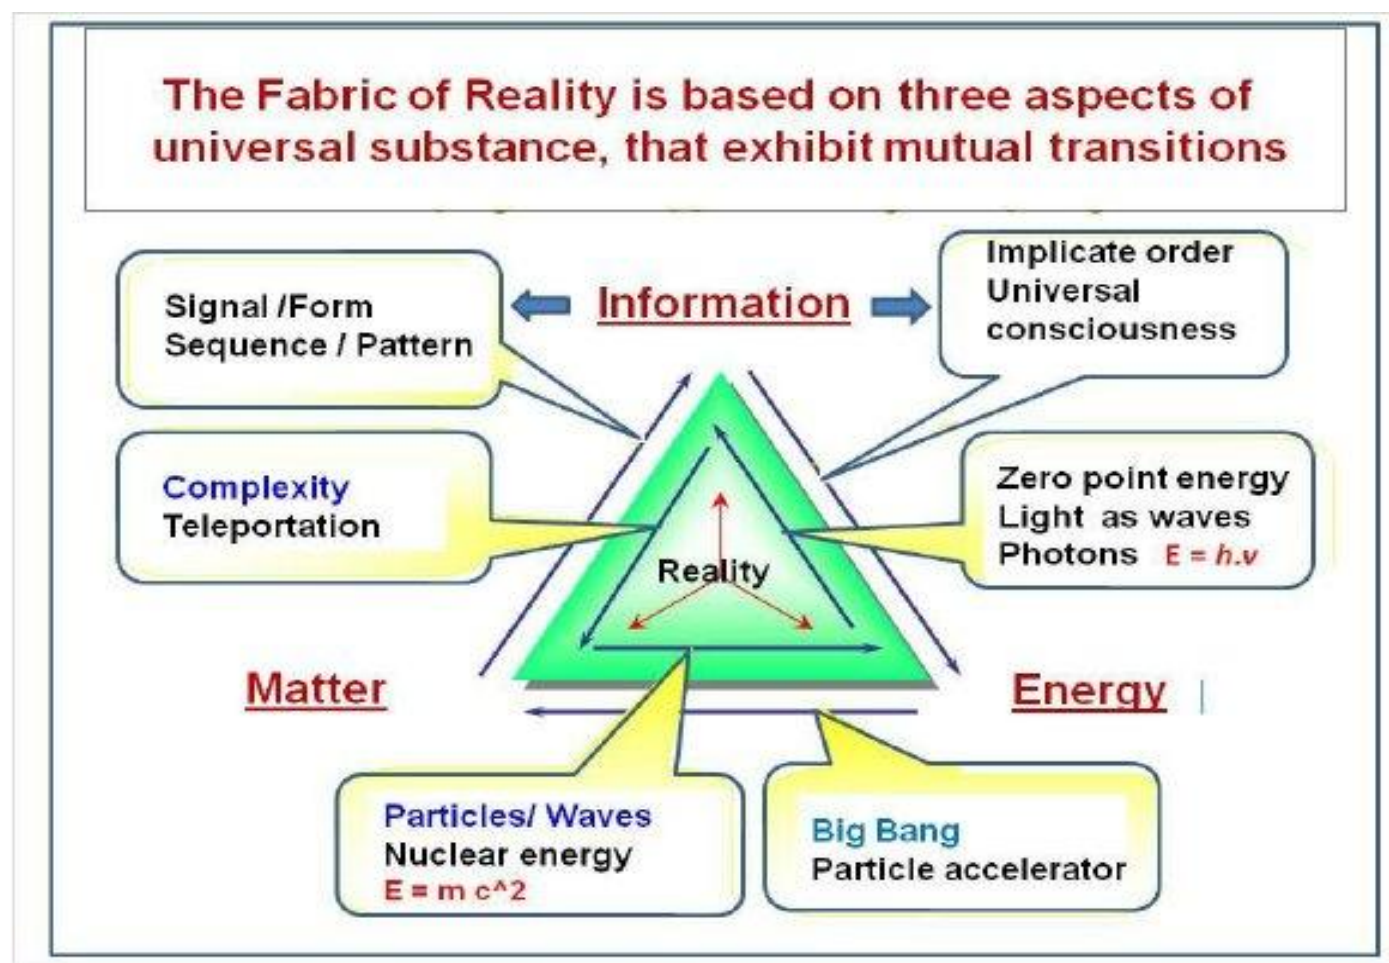 The Fabric of Reality is based on three aspects of
universal substance, that exhibit mutual transitions
Signal /Form
Sequence / Pattern
Information
Implicate order
Universal
consciousness
Complexity
Teleportation
Zero point energy
Light as waves
Photons E = h.v
Reality
Matter
Energy
Particles/ Waves
Nuclear energy
E = m c^2
Big Bang
Particle accelerator